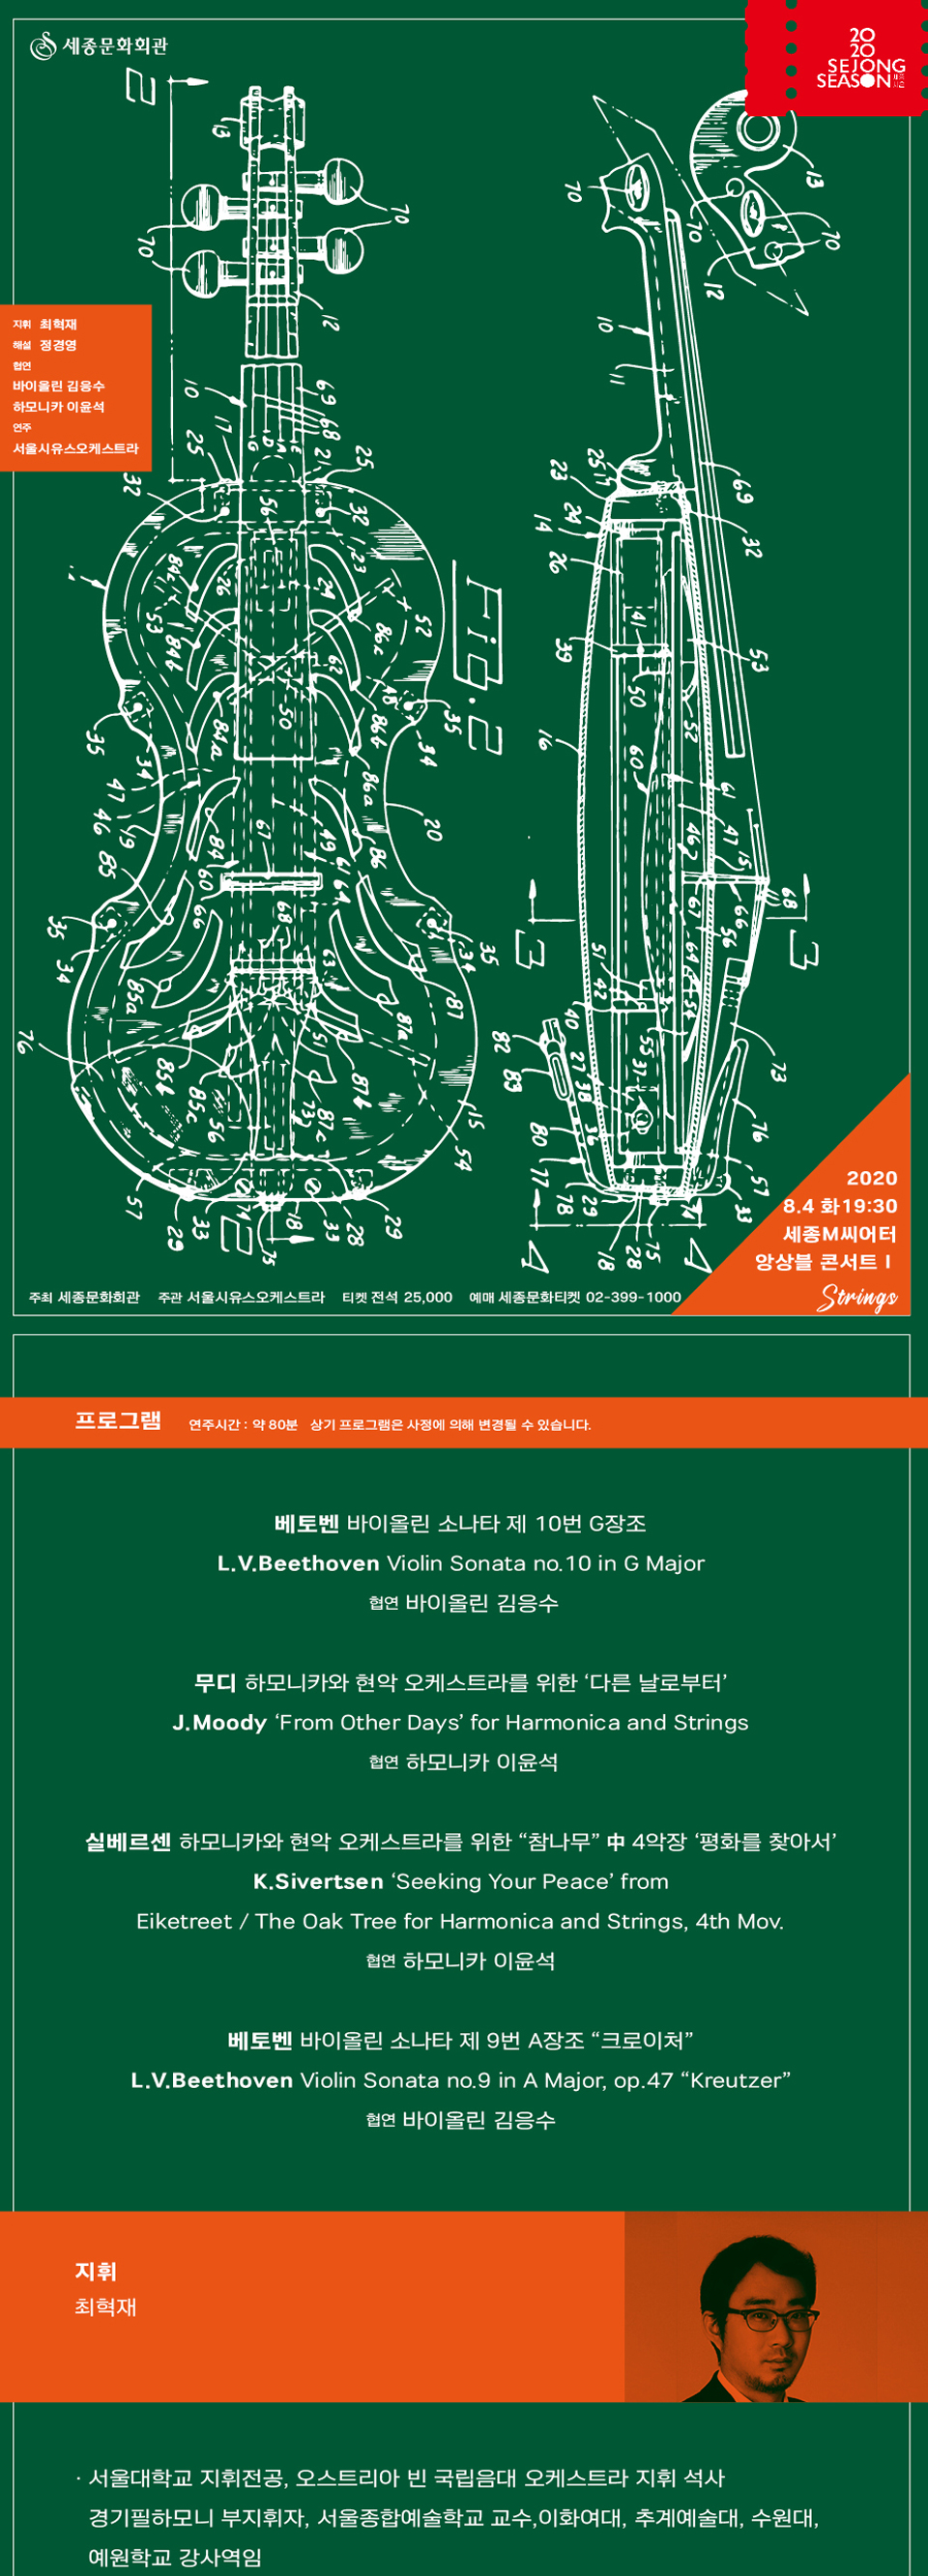 세종문화회관
20
20
SEJONG
SEASON
지휘 최혁재
해설 정경영
협연
바이올린 김응수
하모니카 이윤석
연주
서울시유스오케스트라
Fig. 2
2020
8.4 화19:30
세종M씨어터
앙상블 콘서트 I
Strings
주최 세종문화회관 주관 서울시유스오케스트라 티켓 전석 25,000 예매 세종문화티켓 02-399-1000
프로그램 연주시간 : 약 80분 상기 프로그램은 사정에 의해 변경될 수 있습니다.
베토벤 바이올린 소나타 제 10번 G장조
L.V.Beethoven Violin Sonata no.10 in G Major
협연 바이올린 김응수
무디 하모니카와 현악 오케스트라를 위한 ‘다른 날로부터’
J.Moody ‘From Other Days’ for Harmonica and Strings
협연 하모니카 이윤석
실베르센 하모니카와 현악 오케스트라를 위한 “참나무” 中 4악장 ‘평화를 찾아서’
K.Sivertsen ‘Seeking Your Peace’ from
Eiketreet / The Oak Tree for Harmonica and Strings, 4th Mov.
협연 하모니카 이윤석
베토벤 바이올린 소나타 제 9번 A장조 “크로이처”
L.V.Beethoven Violin Sonata no.9 in A Major, op.47 “Kreutzer”
협연 바이올린 김응수
지휘
최혁재
· 서울대학교 지휘전공, 오스트리아 빈 국립음대 오케스트라 지휘 석사
경기필하모니 부지휘자, 서울종합예술학교 교수,이화여대, 추계예술대, 수원대,
예원학교 강사역임